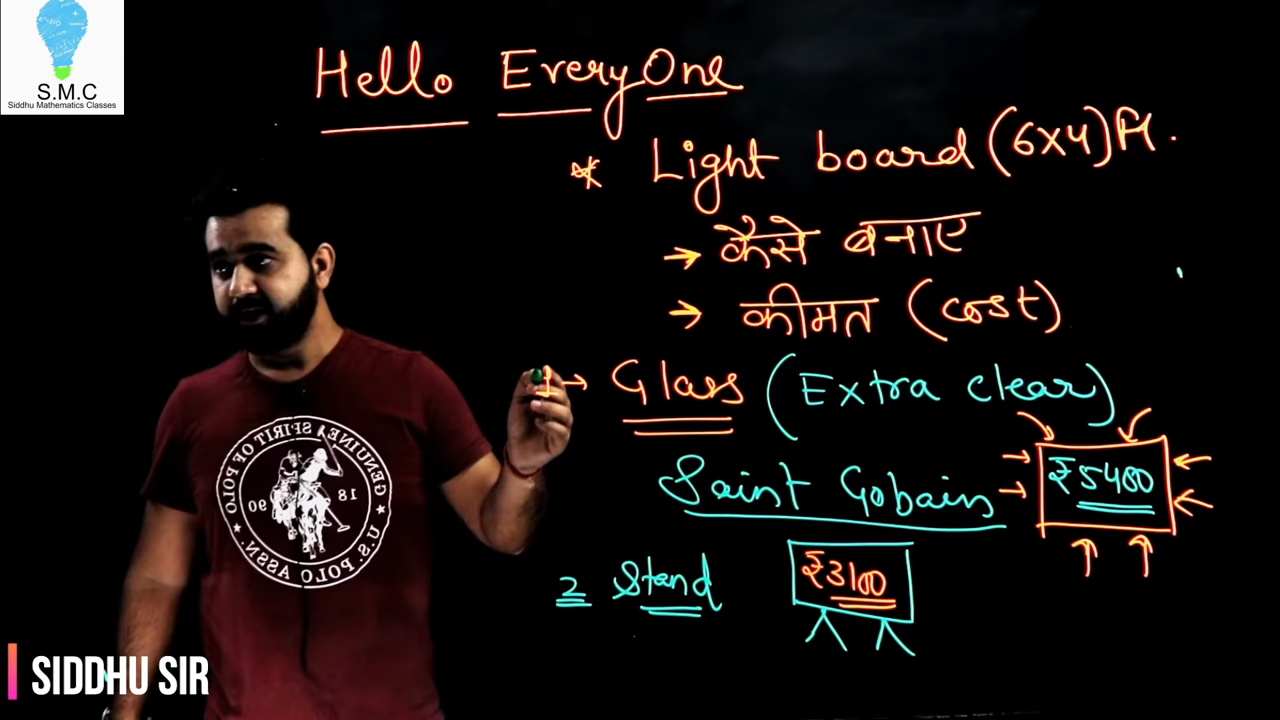 S.M.C
Siddhu Mathematics Classes
Hello EveryOne
* Light board (6x4) ft.
→ कैसे बनाए
→ कीमत (cost)
1 → Glass (Extra clear)
Saint Gobain → ₹5400
2 Stand ₹3100
GENUINE SPIRIT OF POLO
18 90
U.S. POLO ASSN.
SIDDHU SIR